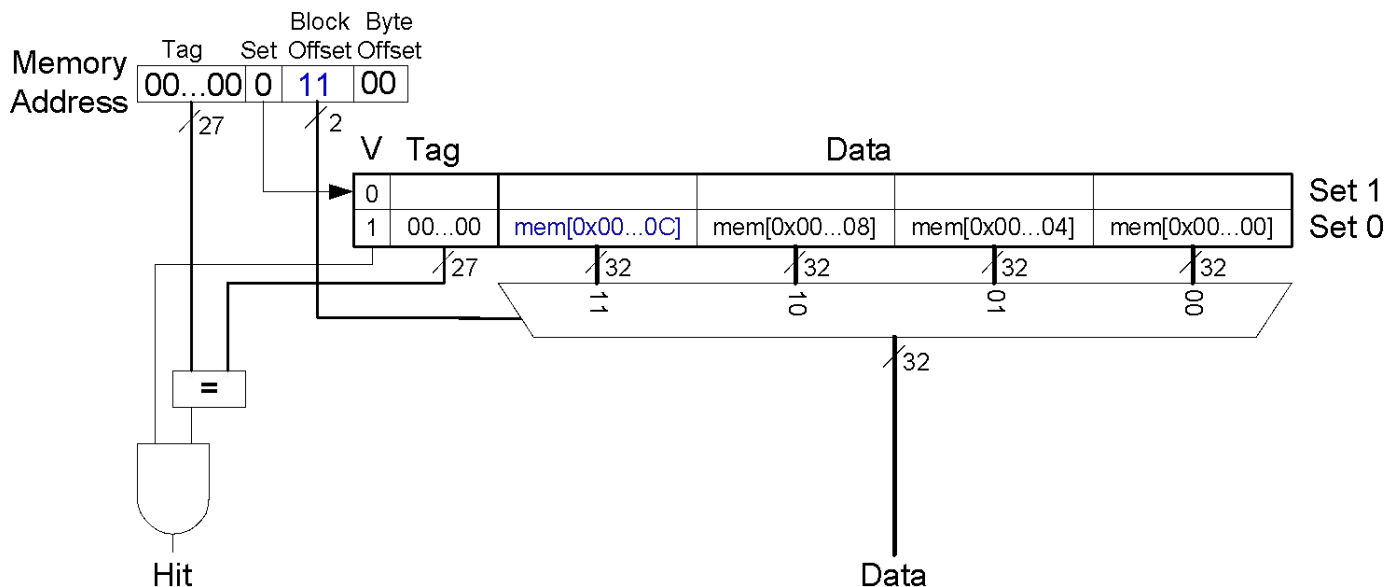 Block Byte
Tag Set Offset Offset
Memory Address
00...00 0 11 00
27 2
V Tag Data
0 Set 1
1 00...00 mem[0x00...0C] mem[0x00...08] mem[0x00...04] mem[0x00...00] Set 0
27 32 32 32 32
11 10 01 00
32
=
Hit Data